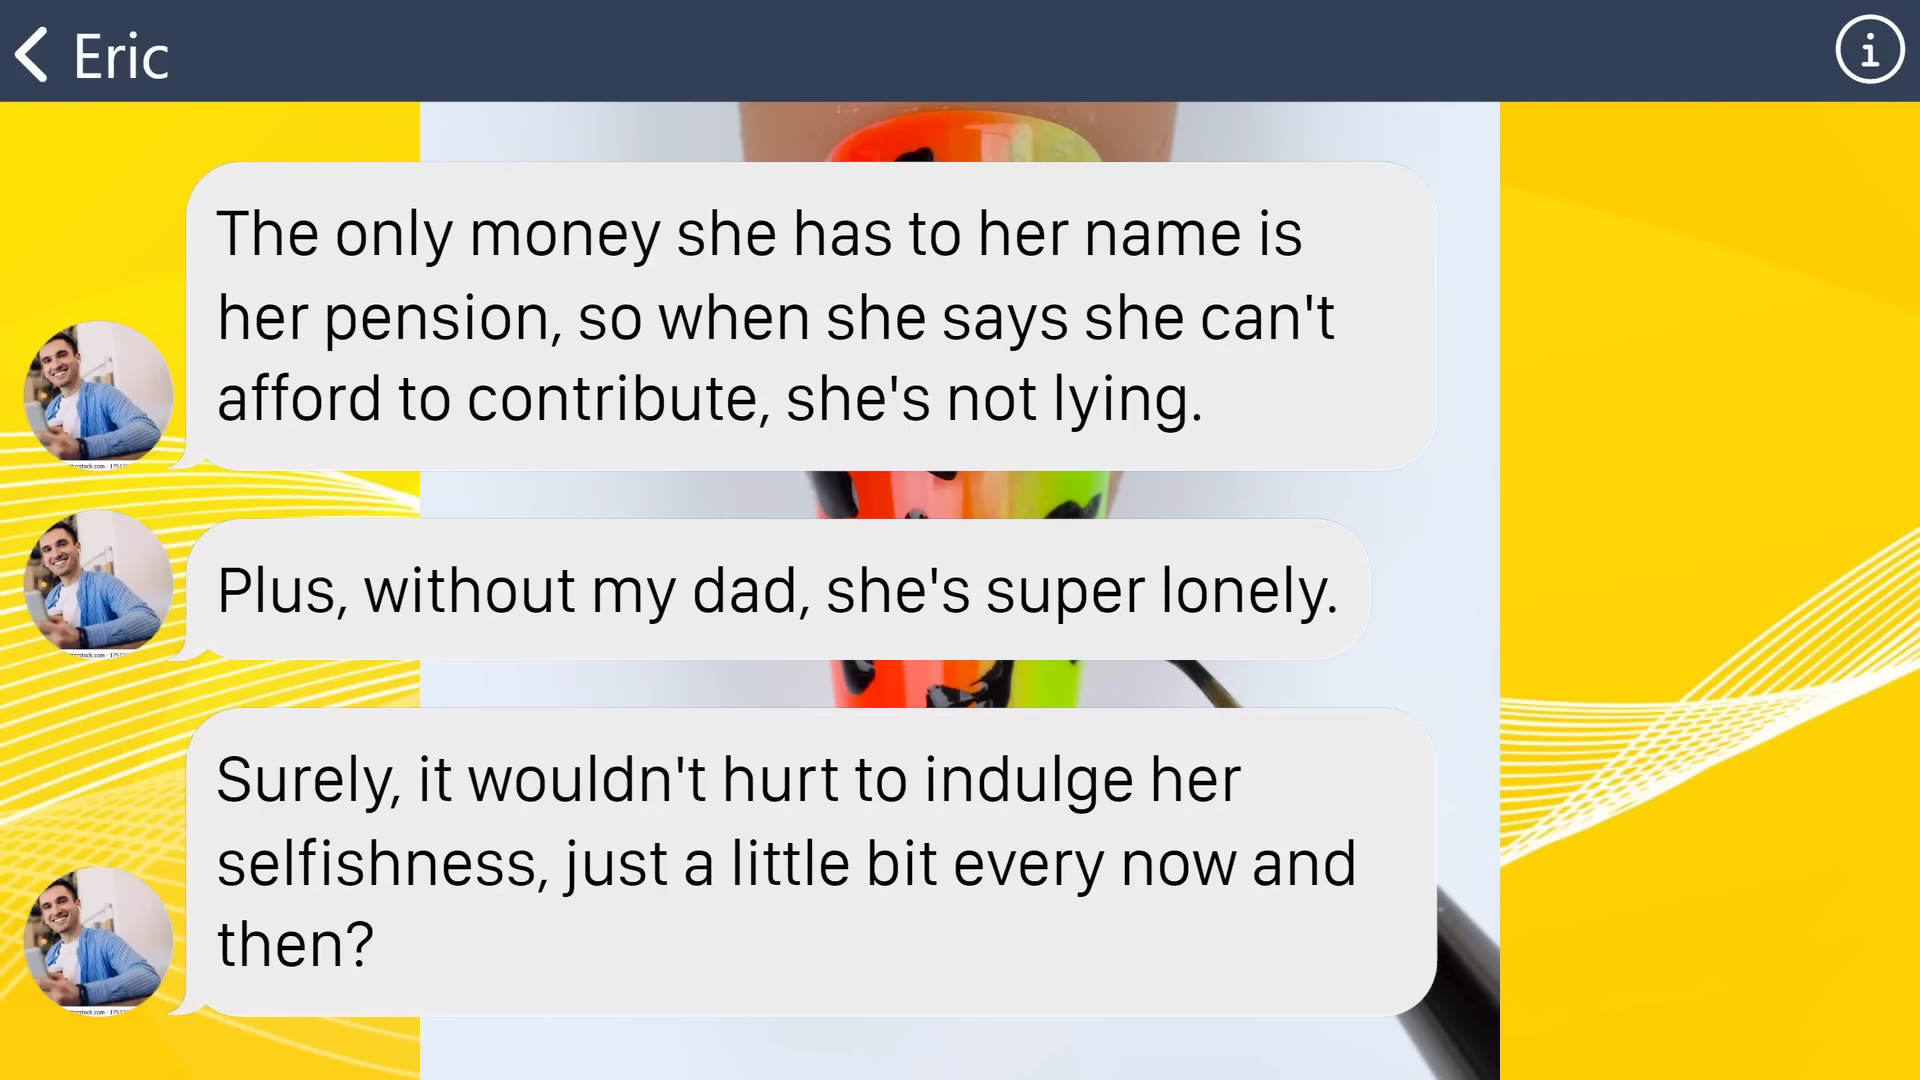 Eric
The only money she has to her name is
her pension, so when she says she can't
afford to contribute, she's not lying.
Plus, without my dad, she's super lonely.
Surely, it wouldn't hurt to indulge her
selfishness, just a little bit every now and
then?